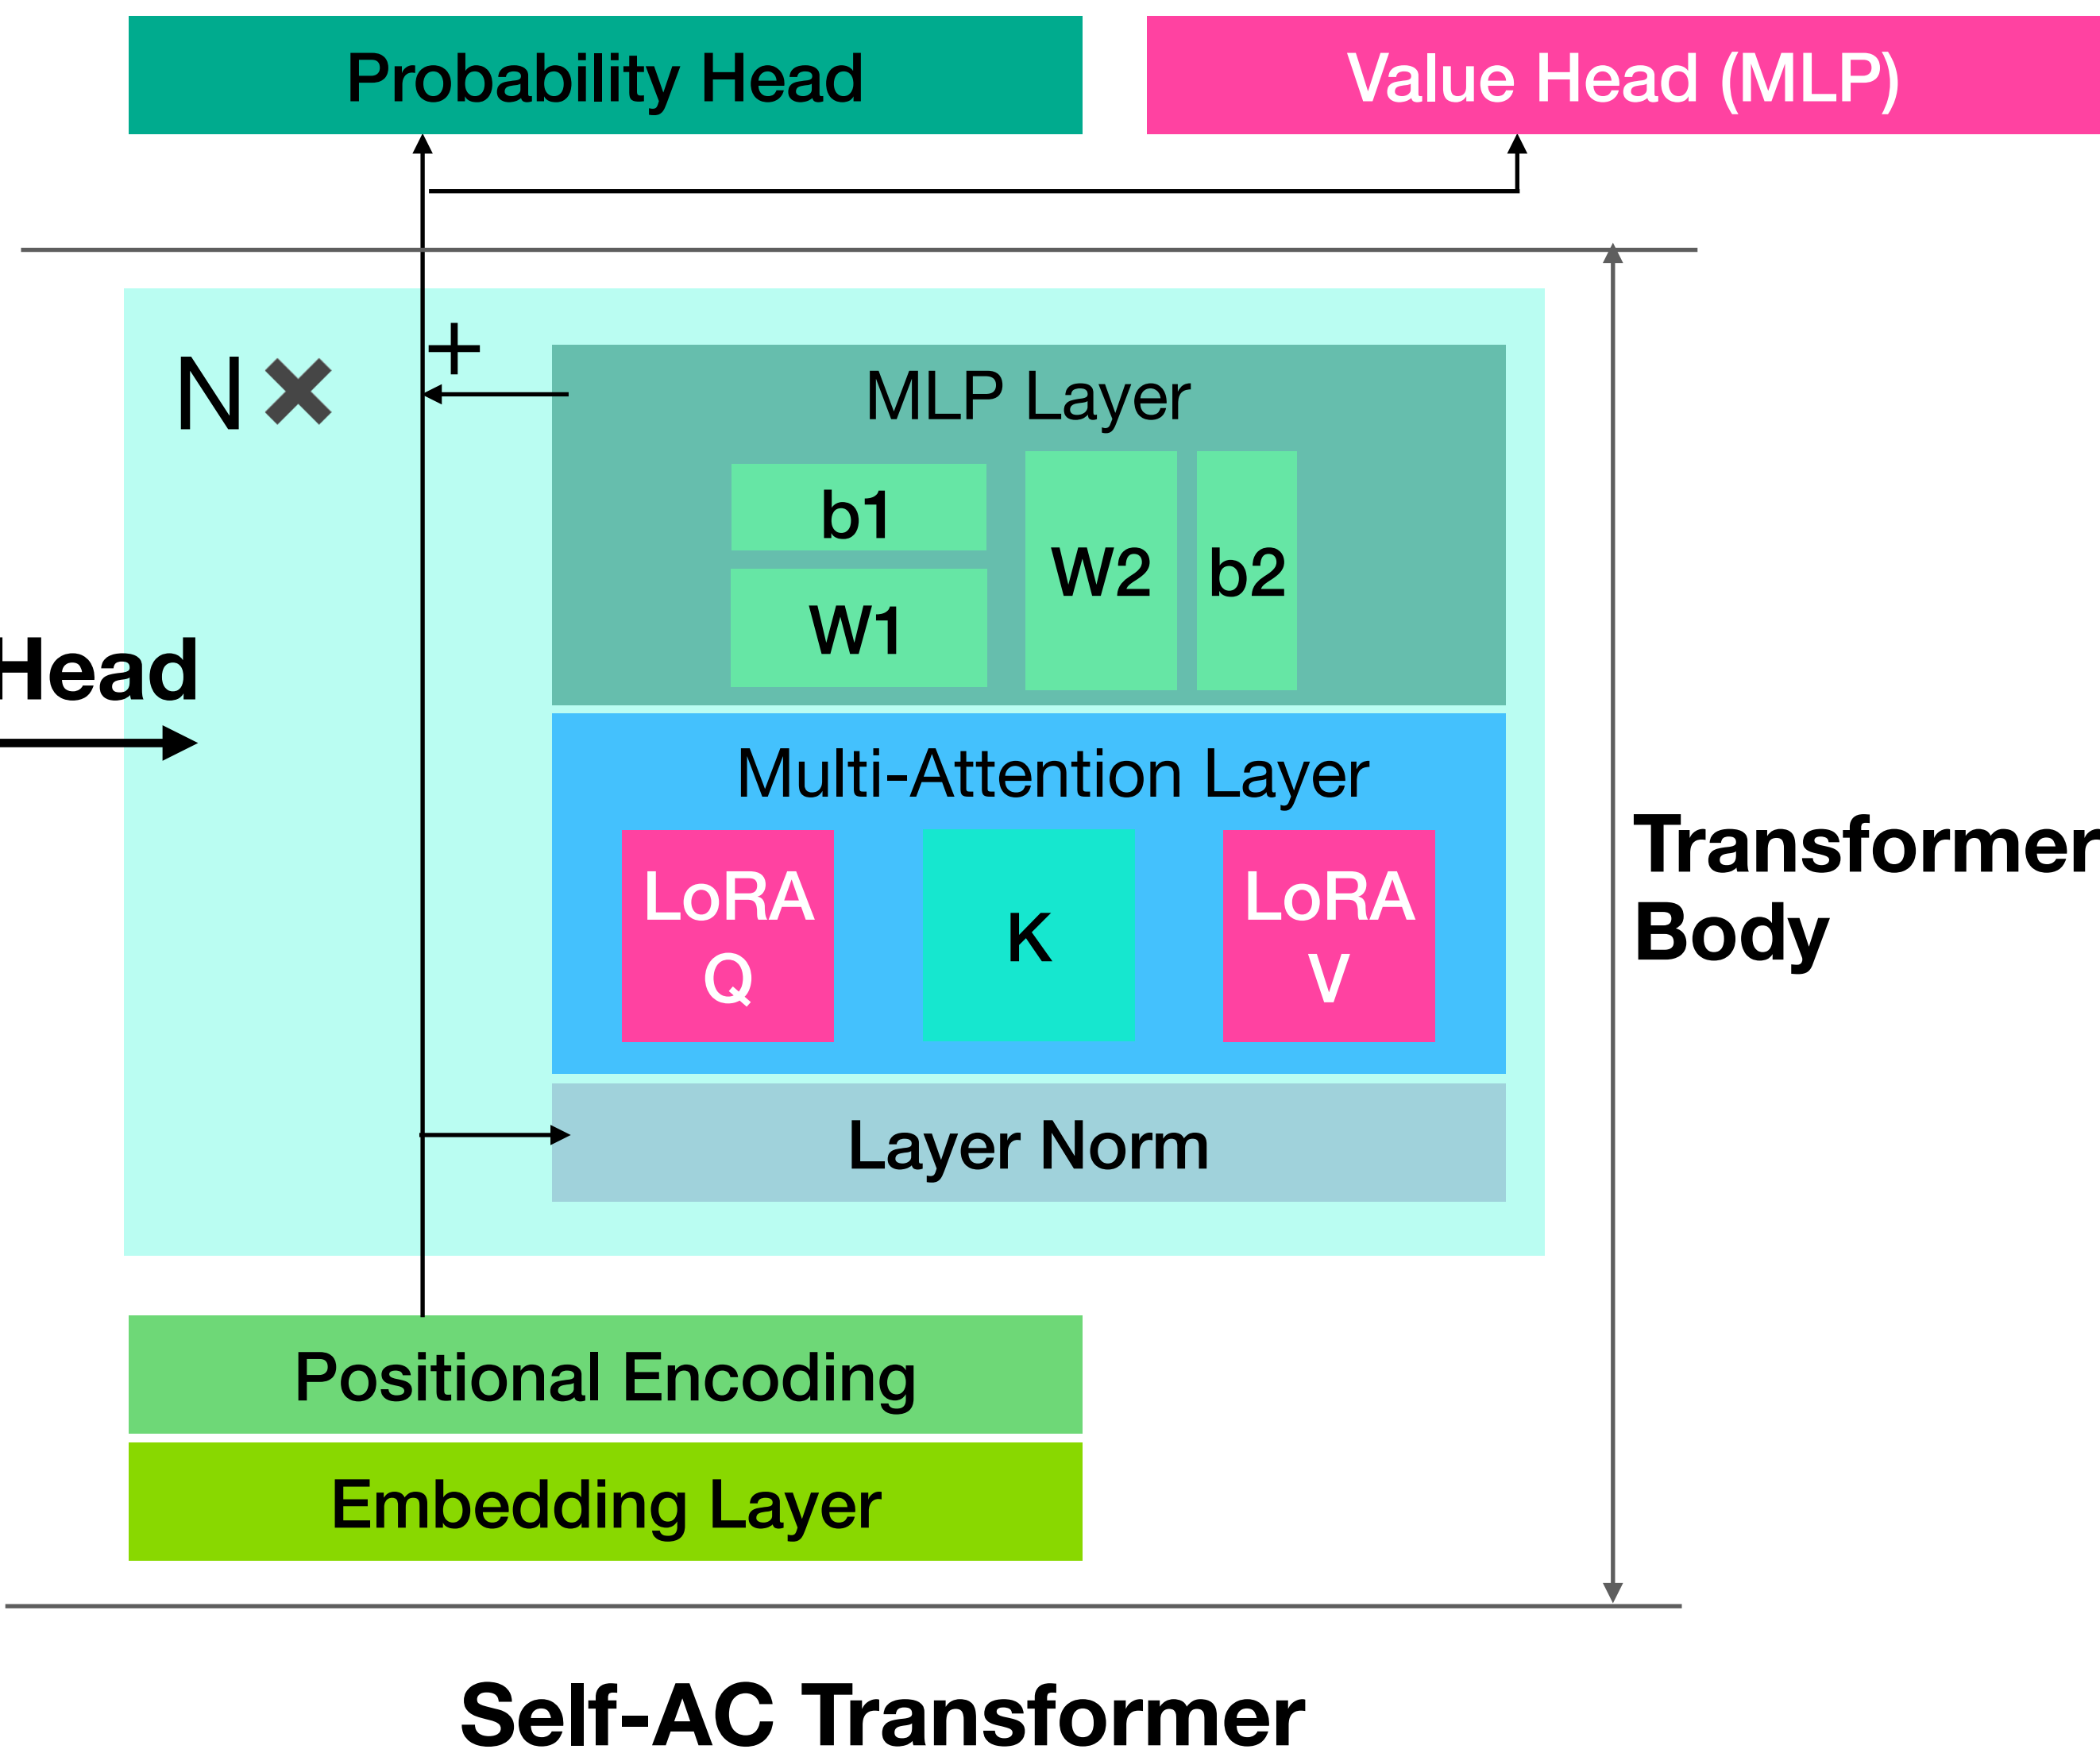 Probability Head
Value Head (MLP)
N ✖
+
MLP Layer
b1
W1
W2
b2
Head
Multi-Attention Layer
LoRA
Q
K
LoRA
V
Transformer
Body
Layer Norm
Positional Encoding
Embedding Layer
Self-AC Transformer